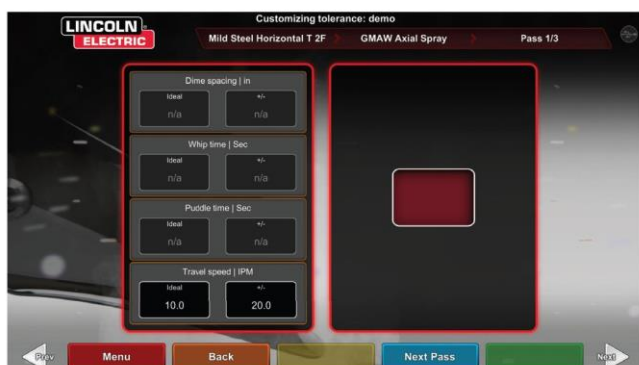 Customizing tolerance: demo
LINCOLN
ELECTRIC
Mild Steel Horizontal T 2F
GMAW Axial Spray
Pass 1/3
Dime spacing | in
Ideal
+/-
n/a
n/a
Whip time | Sec
Ideal
+/-
n/a
n/a
Puddle time | Sec
Ideal
+/-
n/a
n/a
Travel speed | IPM
Ideal
+/-
10.0
20.0
Prev
Menu
Back
Next Pass
Next